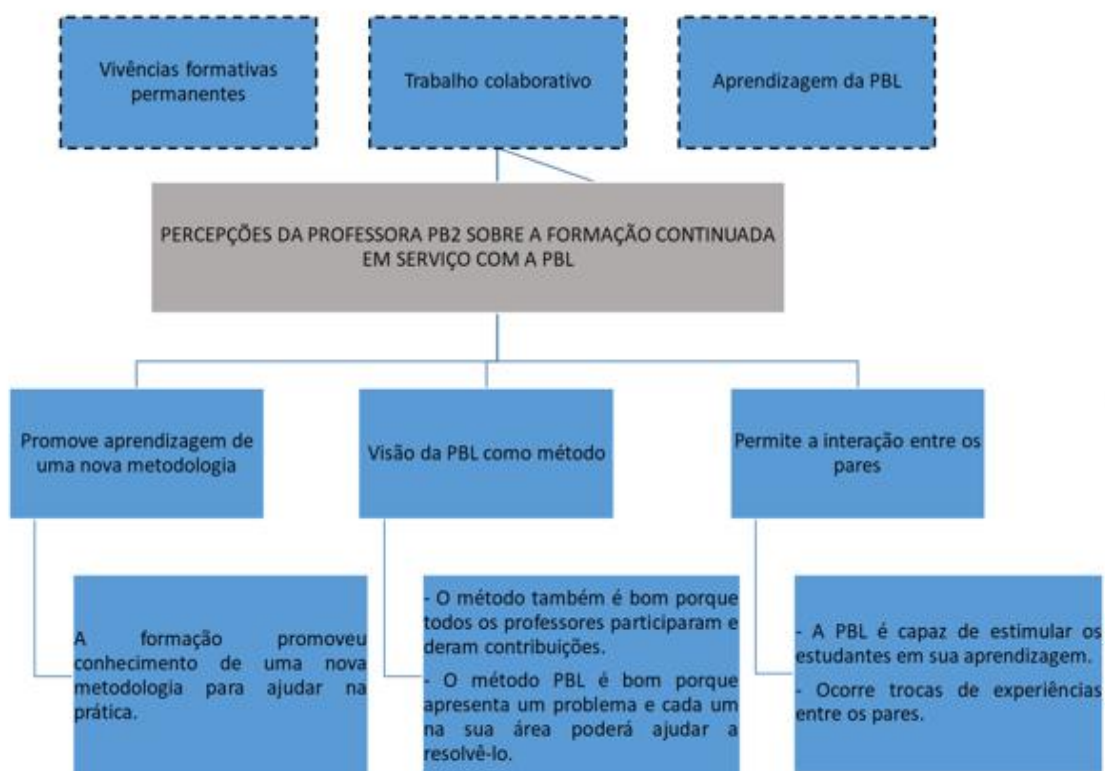 Vivências formativas
permanentes
Trabalho colaborativo
Aprendizagem da PBL
PERCEPÇÕES DA PROFESSORA PB2 SOBRE A FORMAÇÃO CONTINUADA
EM SERVIÇO COM A PBL
Promove aprendizagem de
uma nova metodologia
Visão da PBL como método
Permite a interação entre os
pares
A formação promoveu
conhecimento de uma nova
metodologia para ajudar na
prática.
- O método também é bom porque
todos os professores participaram e
deram contribuições.
- O método PBL é bom porque
apresenta um problema e cada um
na sua área poderá ajudar a
resolvê-lo.
- A PBL é capaz de estimular os
estudantes em sua aprendizagem.
- Ocorre trocas de experiências
entre os pares.